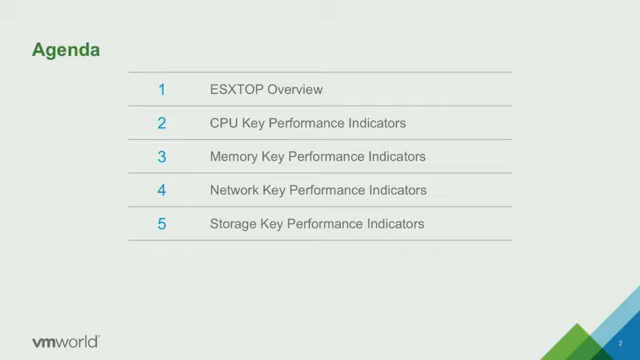 Agenda
1 ESXTOP Overview
2 CPU Key Performance Indicators
3 Memory Key Performance Indicators
4 Network Key Performance Indicators
5 Storage Key Performance Indicators
vmworld®
2